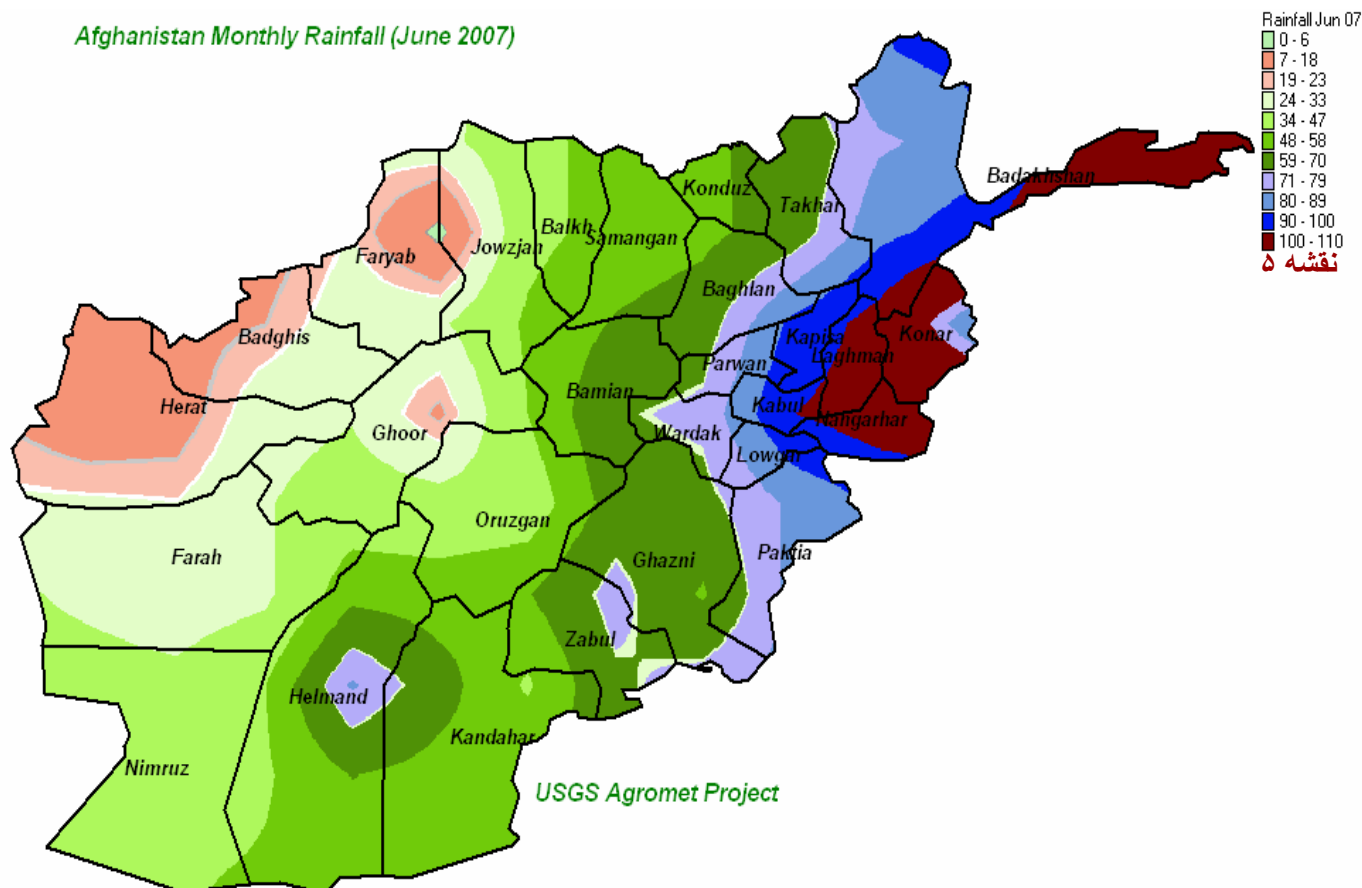 Afghanistan Monthly Rainfall (June 2007)
Rainfall Jun 07
0 - 6
7 - 18
19 - 23
24 - 33
34 - 47
48 - 58
59 - 70
71 - 79
80 - 89
90 - 100
100 - 110
نقشه ۵
Badakhshan
Konduz
Takhar
Balkh
Samangan
Jowzjan
Faryab
Baghlan
Badghis
Kapisa
Konar
Laghman
Parwan
Bamian
Herat
Kabul
Nangarhar
Ghoor
Wardak
Lowgar
Oruzgan
Farah
Ghazni
Paktia
Zabul
Helmand
Kandahar
Nimruz
USGS Agromet Project